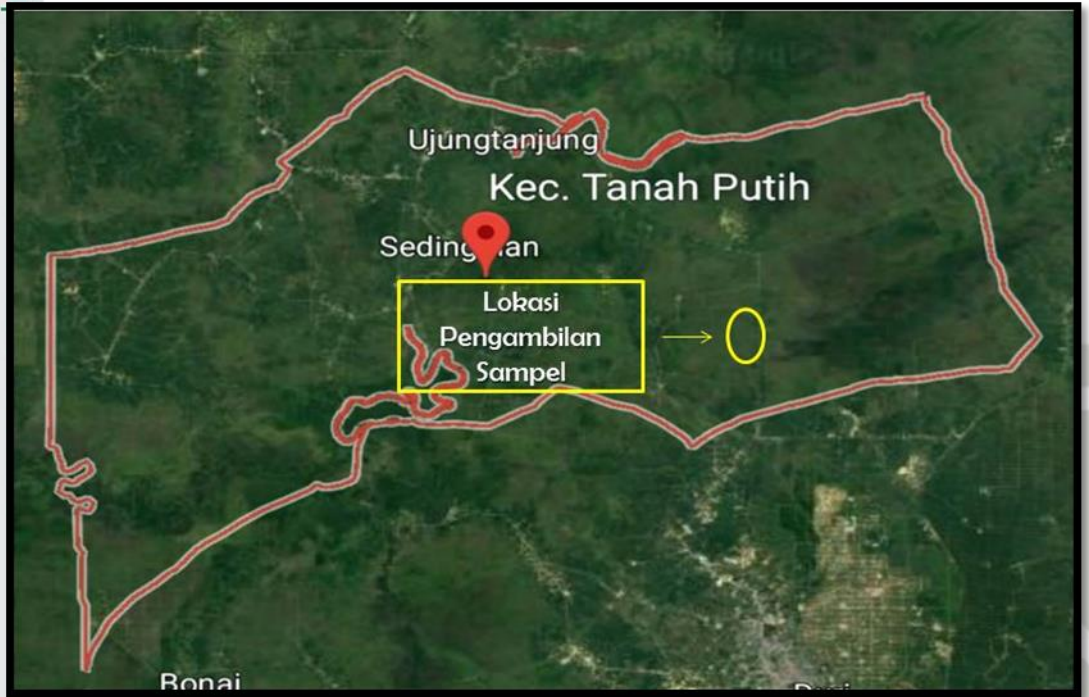 Ujungtanjung
Kec. Tanah Putih
Lokasi
Pengambilan
Sampel
Bonai